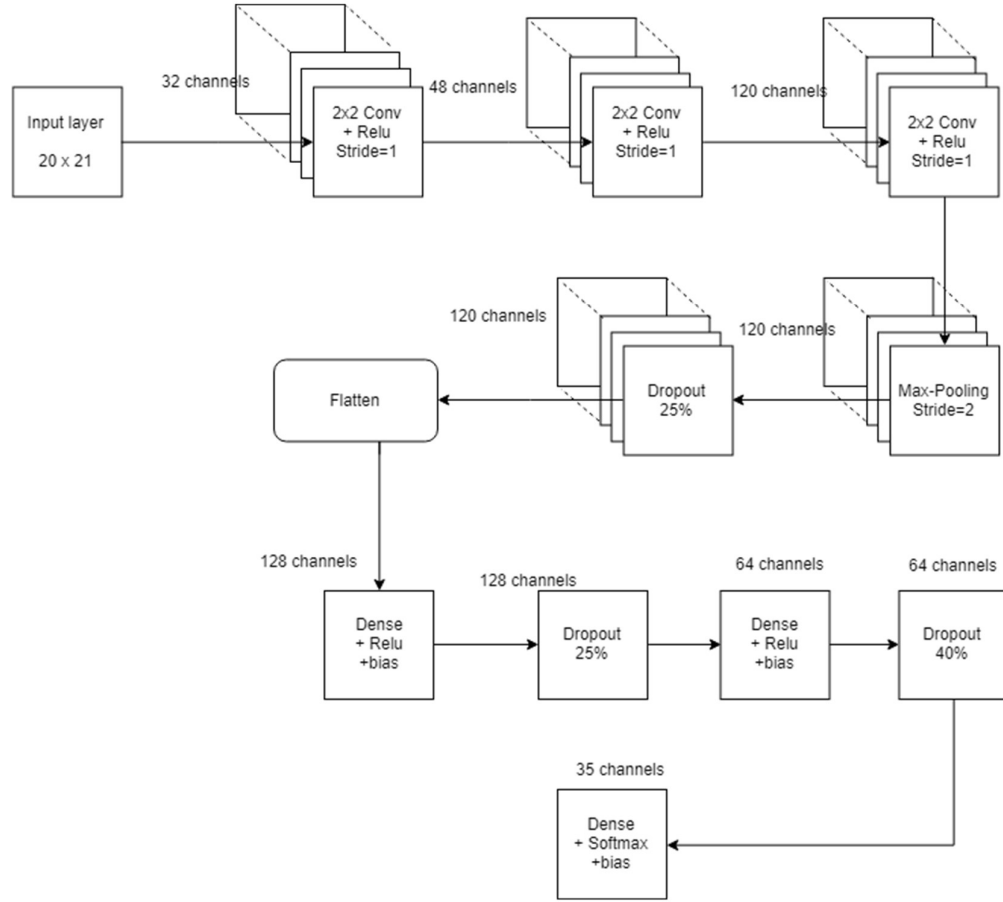 32 channels
48 channels
120 channels
Input layer
20 x 21
2x2 Conv
+ Relu
Stride=1
2x2 Conv
+ Relu
Stride=1
2x2 Conv
+ Relu
Stride=1
120 channels
120 channels
Flatten
Dropout
25%
Max-Pooling
Stride=2
128 channels
128 channels
64 channels
64 channels
Dense
+ Relu
+bias
Dropout
25%
Dense
+ Relu
+bias
Dropout
40%
35 channels
Dense
+ Softmax
+bias